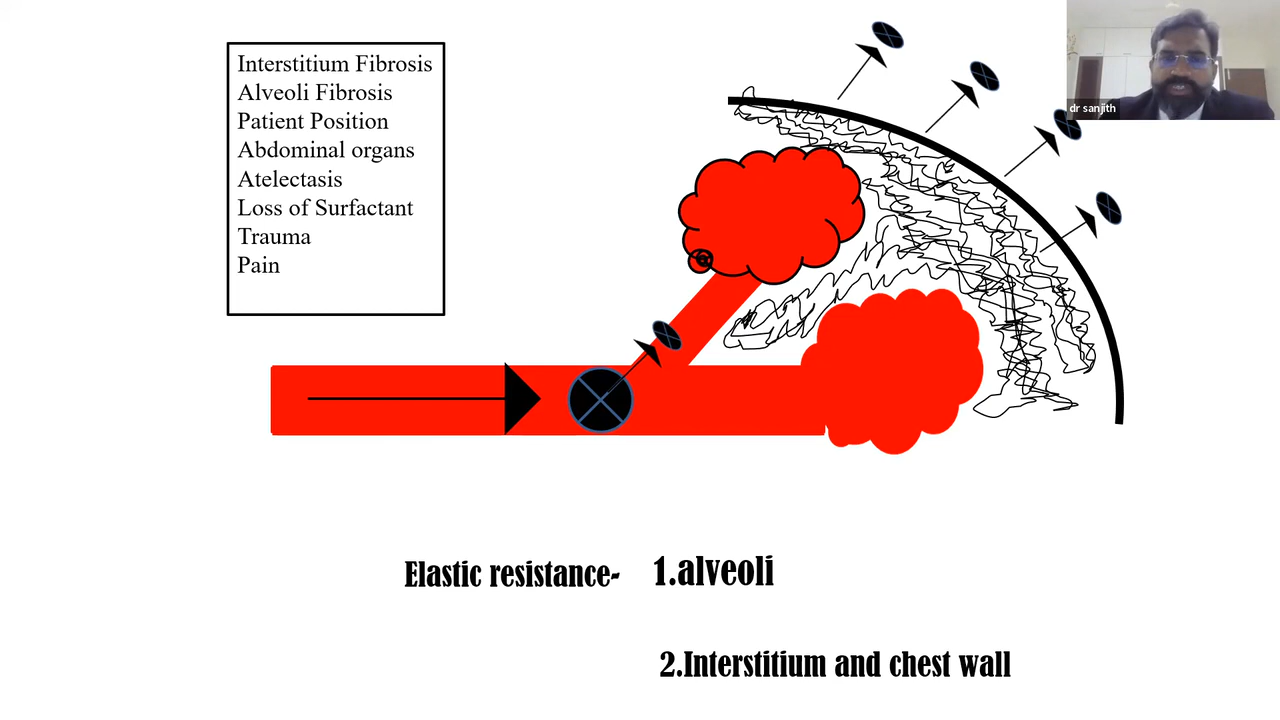 Interstitium Fibrosis
Alveoli Fibrosis
Patient Position
Abdominal organs
Atelectasis
Loss of Surfactant
Trauma
Pain
dr sanjith
Elastic resistance- 1.alveoli
2.Interstitium and chest wall